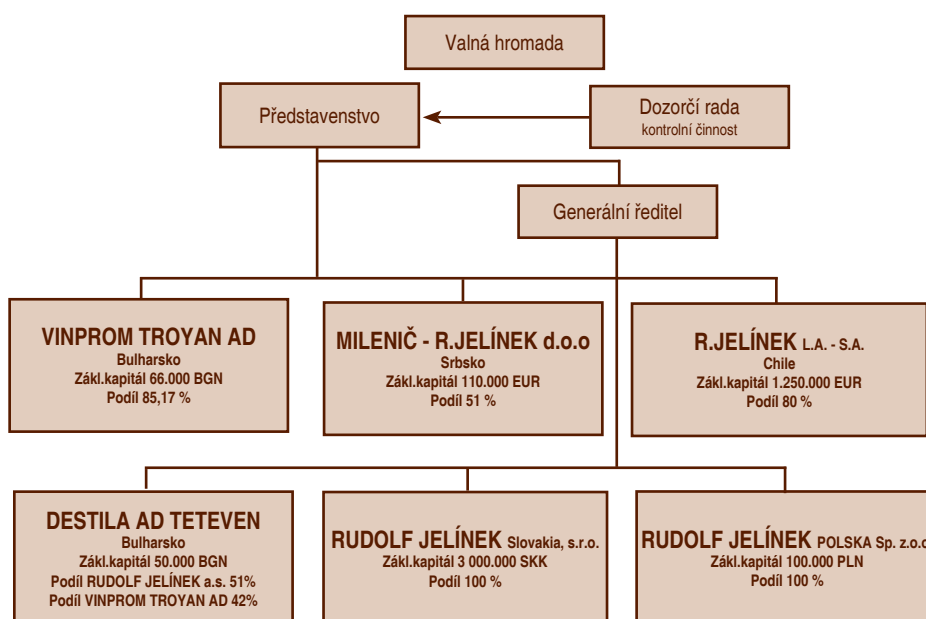 Valná hromada
Představenstvo
Dozorčí rada
kontrolní činnost
Generální ředitel
VINPROM TROYAN AD
Bulharsko
Zákl.kapitál 66.000 BGN
Podíl 85,17 %
MILENIČ - R.JELÍNEK d.o.o
Srbsko
Zákl.kapitál 110.000 EUR
Podíl 51 %
R.JELÍNEK L.A. - S.A.
Chile
Zákl.kapitál 1.250.000 EUR
Podíl 80 %
DESTILA AD TETEVEN
Bulharsko
Zákl.kapitál 50.000 BGN
Podíl RUDOLF JELÍNEK a.s. 51%
Podíl VINPROM TROYAN AD 42%
RUDOLF JELÍNEK Slovakia, s.r.o.
Zákl.kapitál 3 000.000 SKK
Podíl 100 %
RUDOLF JELÍNEK POLSKA Sp. z.o.o
Zákl.kapitál 100.000 PLN
Podíl 100 %